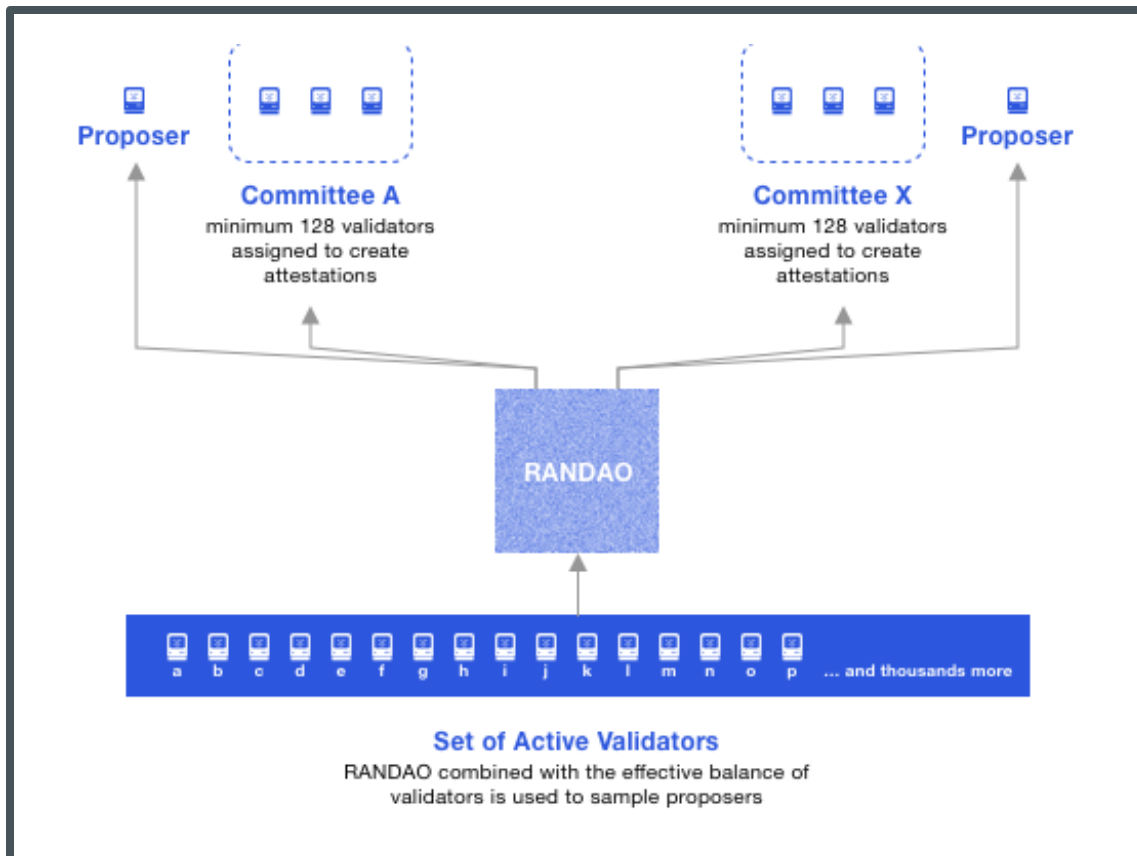 Proposer
Committee A
minimum 128 validators
assigned to create
attestations
Committee X
minimum 128 validators
assigned to create
attestations
Proposer
RANDAO
a b c d e f g h i j k l m n o p ... and thousands more
Set of Active Validators
RANDAO combined with the effective balance of
validators is used to sample proposers